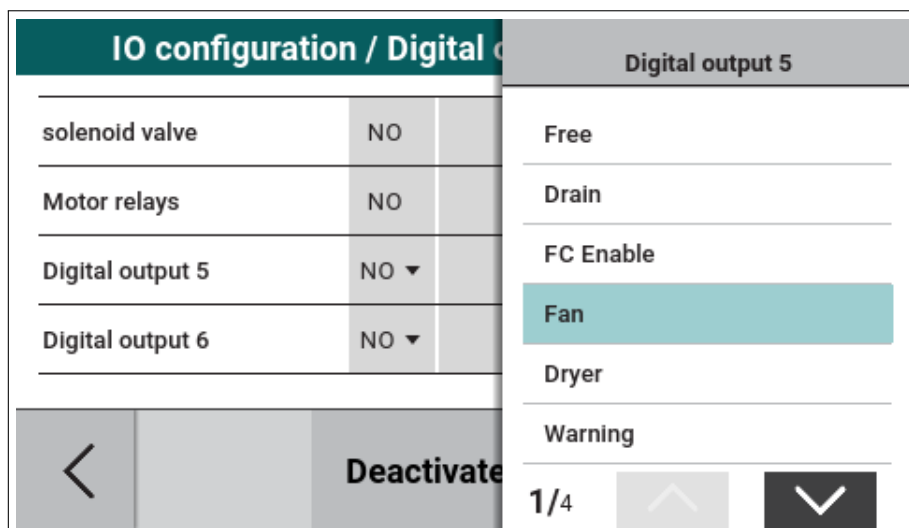 IO configuration / Digital
solenoid valve NO
Motor relays NO
Digital output 5 NO
Digital output 6 NO
Deactivate
Digital output 5
Free
Drain
FC Enable
Fan
Dryer
Warning
1/4